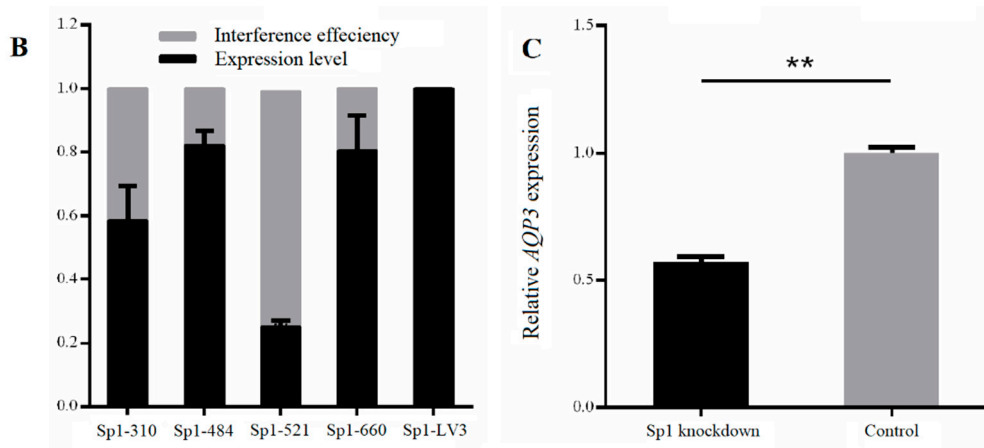 B
Interference effeciency
Expression level
1.2
1.0
0.8
0.6
0.4
0.2
0.0
Sp1-310 Sp1-484 Sp1-521 Sp1-660 Sp1-LV3
C
**
Relative AQP3 expression
1.5
1.0
0.5
0.0
Sp1 knockdown Control